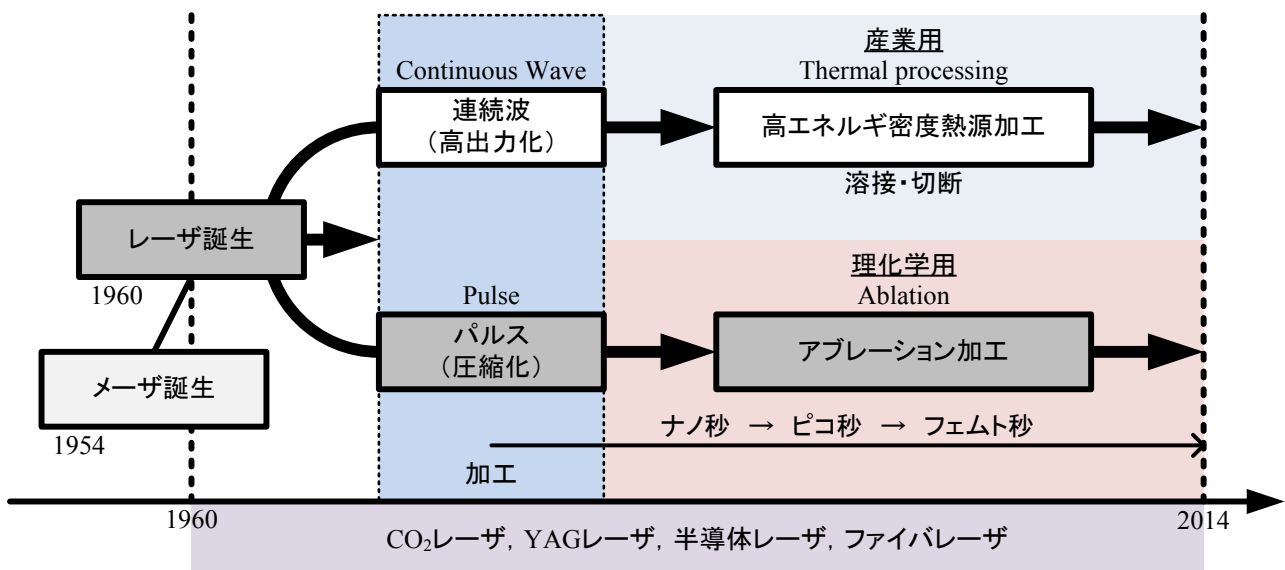 産業用
Continuous Wave
Thermal processing
連続波
(高出力化)
高エネルギ密度熱源加工
溶接・切断
レーザ誕生
1960
理化学用
Pulse
Ablation
パルス
(圧縮化)
アブレーション加工
メーザ誕生
1954
ナノ秒 → ピコ秒 → フェムト秒
加工
1960
2014
CO₂レーザ, YAGレーザ, 半導体レーザ, ファイバレーザ